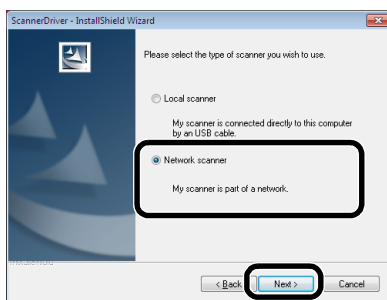 ScannerDriver - InstallShield Wizard
Please select the type of scanner you wish to use.
Local scanner
My scanner is connected directly to this computer
by an USB cable.
Network scanner
My scanner is part of a network.
InstallShield
< Back
Next >
Cancel